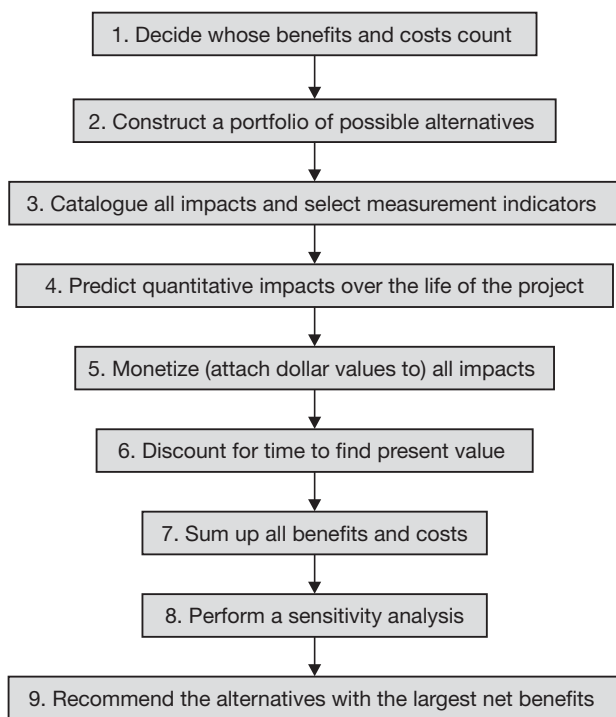 1. Decide whose benefits and costs count
2. Construct a portfolio of possible alternatives
3. Catalogue all impacts and select measurement indicators
4. Predict quantitative impacts over the life of the project
5. Monetize (attach dollar values to) all impacts
6. Discount for time to find present value
7. Sum up all benefits and costs
8. Perform a sensitivity analysis
9. Recommend the alternatives with the largest net benefits